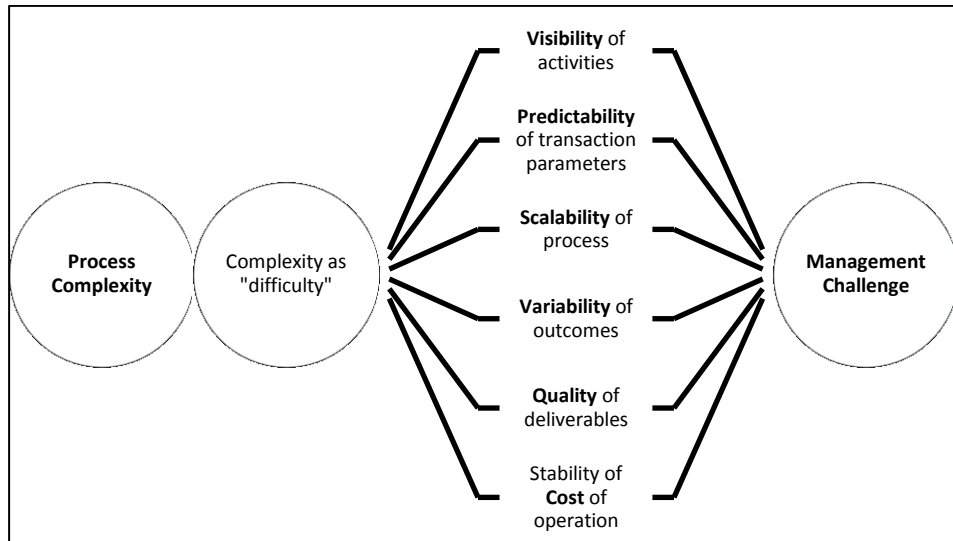 Process
Complexity
Complexity as
"difficulty"
Visibility of
activities
Predictability
of transaction
parameters
Scalability of
process
Variability of
outcomes
Quality of
deliverables
Stability of
Cost of
operation
Management
Challenge